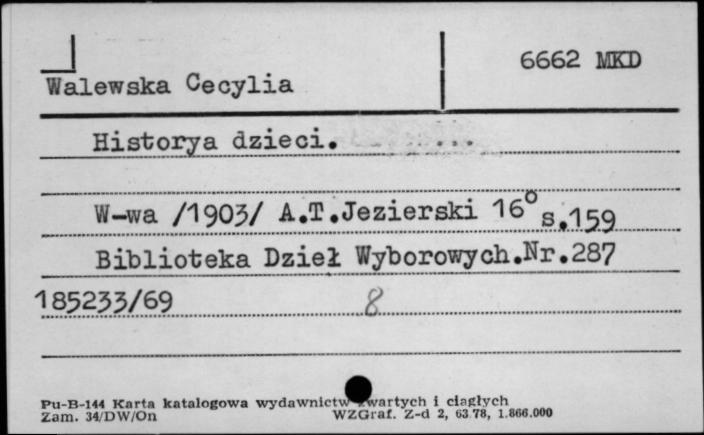 6662 MKD
Walewska Cecylia
Historya dzieci. ...
W-wa /1903/ A.T.Jezierski 16° s.159
Biblioteka Dzieł Wyborowych.Nr.287
185233/69 8
Pu-B-144 Karta katalogowa wydawnictw zwartych i ciągłych
Zam. 34/DW/On WZGraf. Z-d 2, 63.78, 1.866.000